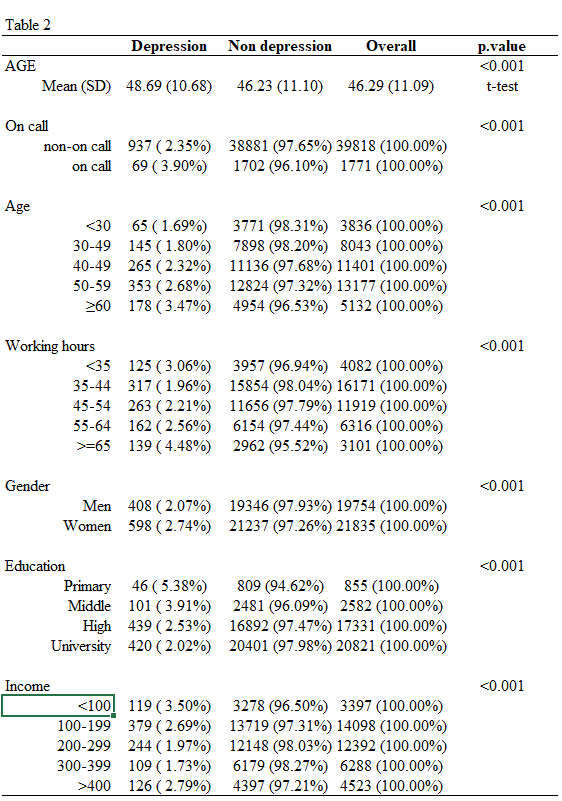 Table 2
Depression Non depression Overall p.value
AGE <0.001
Mean (SD) 48.69 (10.68) 46.23 (11.10) 46.29 (11.09) t-test
On call <0.001
non-on call 937 ( 2.35%) 38881 (97.65%) 39818 (100.00%)
on call 69 ( 3.90%) 1702 (96.10%) 1771 (100.00%)
Age <0.001
<30 65 ( 1.69%) 3771 (98.31%) 3836 (100.00%)
30-49 145 ( 1.80%) 7898 (98.20%) 8043 (100.00%)
40-49 265 ( 2.32%) 11136 (97.68%) 11401 (100.00%)
50-59 353 ( 2.68%) 12824 (97.32%) 13177 (100.00%)
≥60 178 ( 3.47%) 4954 (96.53%) 5132 (100.00%)
Working hours <0.001
<35 125 ( 3.06%) 3957 (96.94%) 4082 (100.00%)
35-44 317 ( 1.96%) 15854 (98.04%) 16171 (100.00%)
45-54 263 ( 2.21%) 11656 (97.79%) 11919 (100.00%)
55-64 162 ( 2.56%) 6154 (97.44%) 6316 (100.00%)
>=65 139 ( 4.48%) 2962 (95.52%) 3101 (100.00%)
Gender <0.001
Men 408 ( 2.07%) 19346 (97.93%) 19754 (100.00%)
Women 598 ( 2.74%) 21237 (97.26%) 21835 (100.00%)
Education <0.001
Primary 46 ( 5.38%) 809 (94.62%) 855 (100.00%)
Middle 101 ( 3.91%) 2481 (96.09%) 2582 (100.00%)
High 439 ( 2.53%) 16892 (97.47%) 17331 (100.00%)
University 420 ( 2.02%) 20401 (97.98%) 20821 (100.00%)
Income <0.001
<100 119 ( 3.50%) 3278 (96.50%) 3397 (100.00%)
100-199 379 ( 2.69%) 13719 (97.31%) 14098 (100.00%)
200-299 244 ( 1.97%) 12148 (98.03%) 12392 (100.00%)
300-399 109 ( 1.73%) 6179 (98.27%) 6288 (100.00%)
>400 126 ( 2.79%) 4397 (97.21%) 4523 (100.00%)